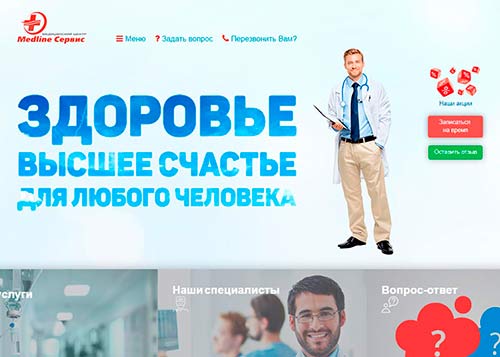 МЕДИЦИНСКИЙ ЦЕНТР
Medline Сервис
Меню
? Задать вопрос
Перезвонить Вам?
ЗДОРОВЬЕ
ВЫСШЕЕ СЧАСТЬЕ
ДЛЯ ЛЮБОГО ЧЕЛОВЕКА
Наши акции
Записаться
на время
Оставить отзыв
услуги
Наши специалисты
Вопрос-ответ
? ?